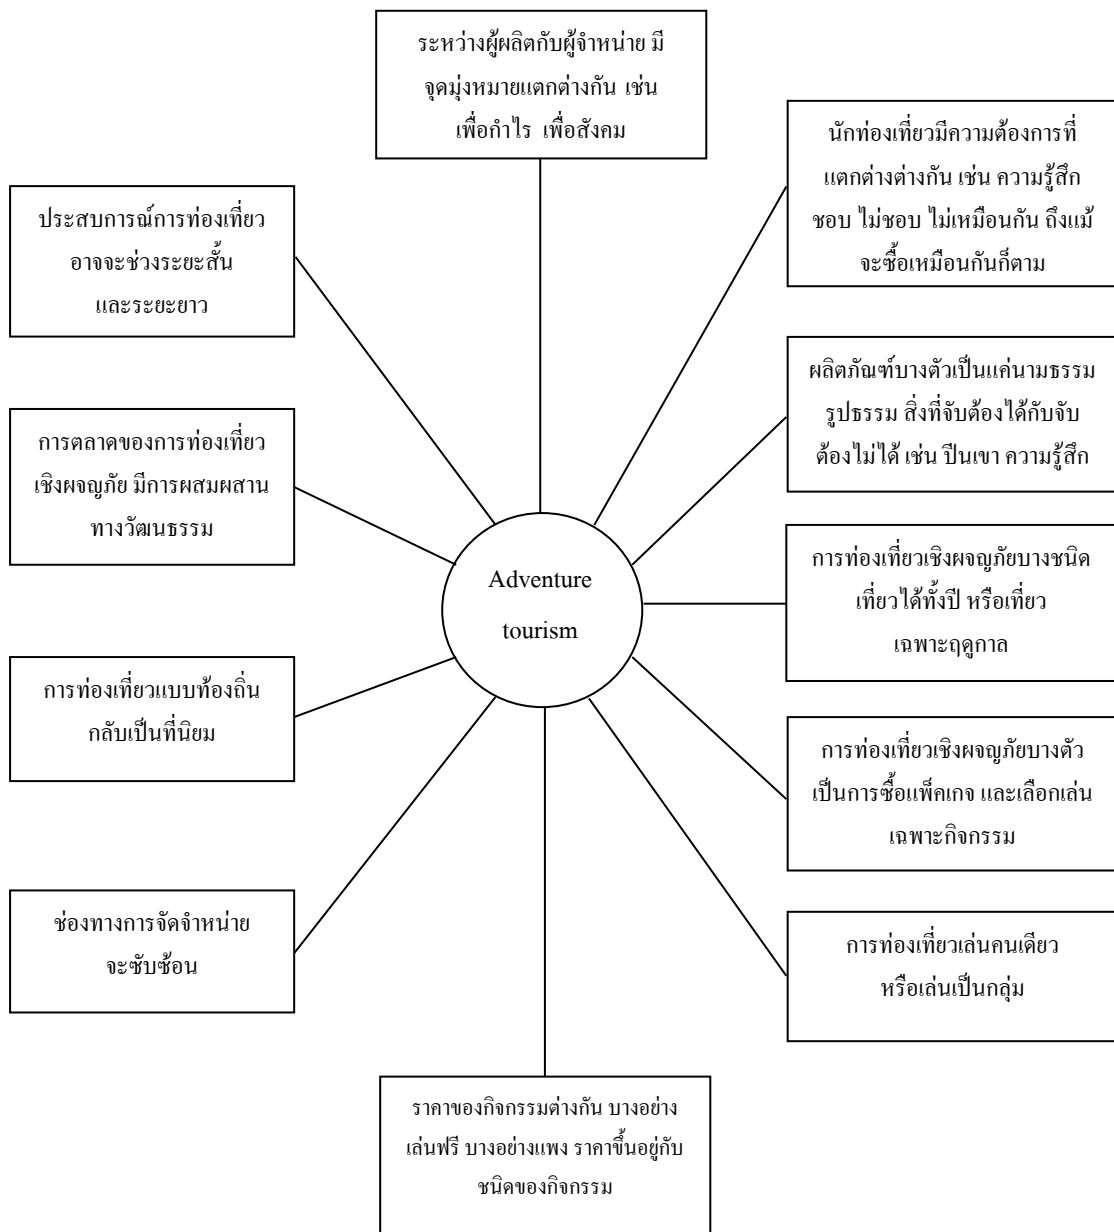 ระหว่างผู้ผลิตกับผู้จำหน่าย มี
จุดมุ่งหมายแตกต่างกัน เช่น
เพื่อกำไร เพื่อสังคม
นักท่องเที่ยวมีความต้องการที่
แตกต่างต่างกัน เช่น ความรู้สึก
ชอบ ไม่ชอบ ไม่เหมือนกัน ถึงแม้
จะซื้อเหมือนกันก็ตาม
ประสบการณ์การท่องเที่ยว
อาจจะช่วงระยะสั้น
และระยะยาว
ผลิตภัณฑ์บางตัวเป็นแค่นามธรรม
รูปธรรม สิ่งที่จับต้องได้กับจับ
ต้องไม่ได้ เช่น ปีนเขา ความรู้สึก
การตลาดของการท่องเที่ยว
เชิงผจญภัย มีการผสมผสาน
ทางวัฒนธรรม
Adventure
tourism
การท่องเที่ยวเชิงผจญภัยบางชนิด
เที่ยวได้ทั้งปี หรือเที่ยว
เฉพาะฤดูกาล
การท่องเที่ยวแบบท้องถิ่น
กลับเป็นที่นิยม
การท่องเที่ยวเชิงผจญภัยบางตัว
เป็นการซื้อแพ็คเกจ และเลือกเล่น
เฉพาะกิจกรรม
ช่องทางการจัดจำหน่าย
จะซับซ้อน
การท่องเที่ยวเล่นคนเดียว
หรือเล่นเป็นกลุ่ม
ราคาของกิจกรรมต่างกัน บางอย่าง
เล่นฟรี บางอย่างแพง ราคาขึ้นอยู่กับ
ชนิดของกิจกรรม